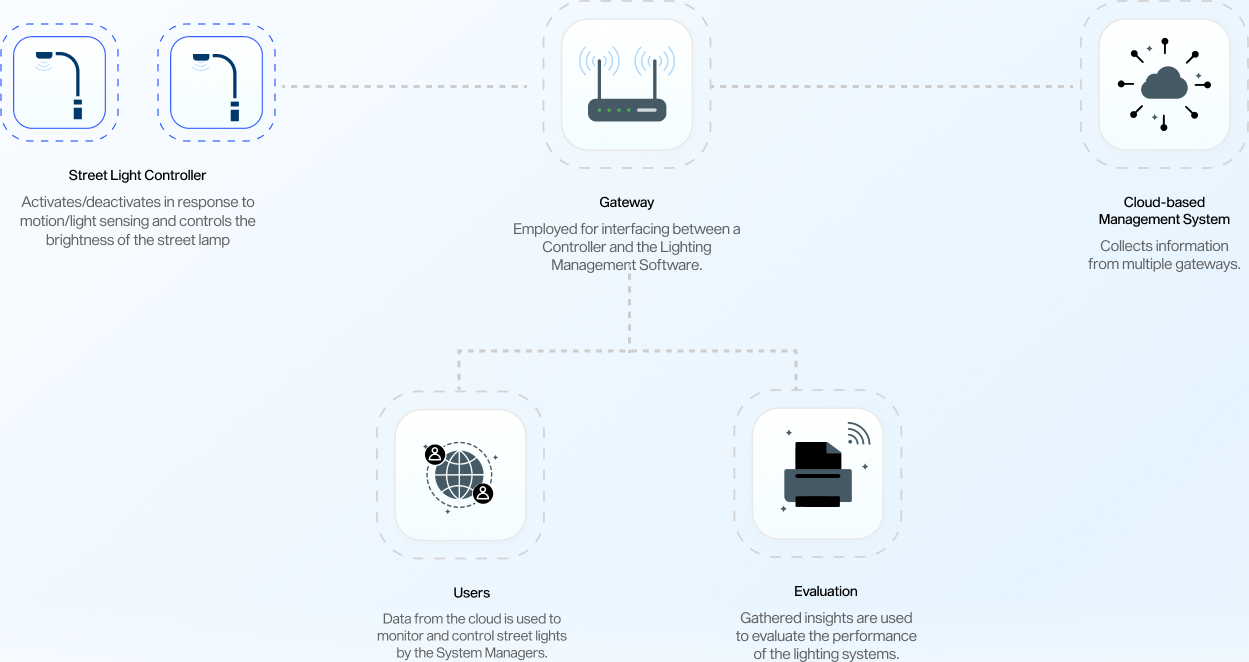 Street Light Controller
Activates/deactivates in response to
motion/light sensing and controls the
brightness of the street lamp
Gateway
Employed for interfacing between a
Controller and the Lighting
Management Software.
Cloud-based
Management System
Collects information
from multiple gateways.
Users
Data from the cloud is used to
monitor and control street lights
by the System Managers.
Evaluation
Gathered insights are used
to evaluate the performance
of the lighting systems.